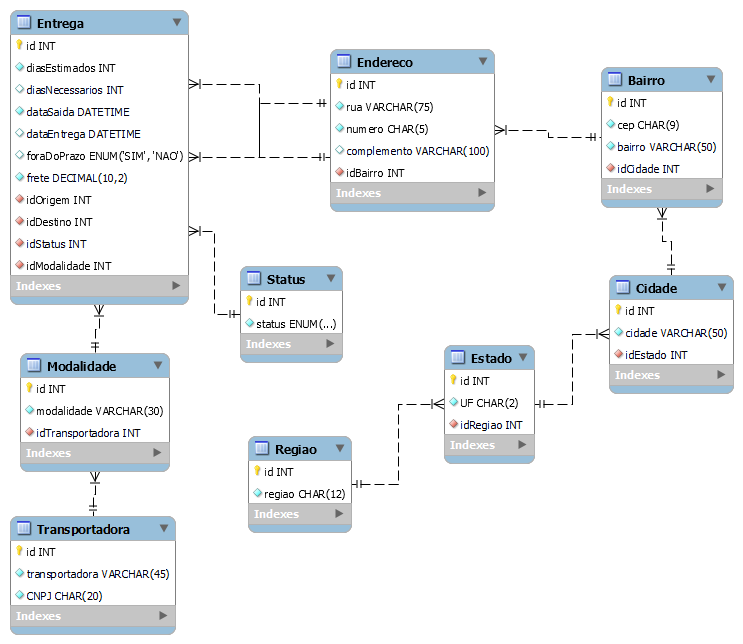 Entrega
id INT
diasEstimados INT
diasNecessarios INT
dataSaida DATETIME
dataEntrega DATETIME
foraDoPrazo ENUM('SIM', 'NAO')
frete DECIMAL(10,2)
idOrigem INT
idDestino INT
idStatus INT
idModalidade INT
Indexes
Endereco
id INT
rua VARCHAR(75)
numero CHAR(5)
complemento VARCHAR(100)
idBairro INT
Indexes
Bairro
id INT
cep CHAR(9)
bairro VARCHAR(50)
idCidade INT
Indexes
Status
id INT
status ENUM(...)
Indexes
Cidade
id INT
cidade VARCHAR(50)
idEstado INT
Indexes
Modalidade
id INT
modalidade VARCHAR(30)
idTransportadora INT
Indexes
Estado
id INT
UF CHAR(2)
idRegiao INT
Indexes
Regiao
id INT
regiao CHAR(12)
Indexes
Transportadora
id INT
transportadora VARCHAR(45)
CNPJ CHAR(20)
Indexes